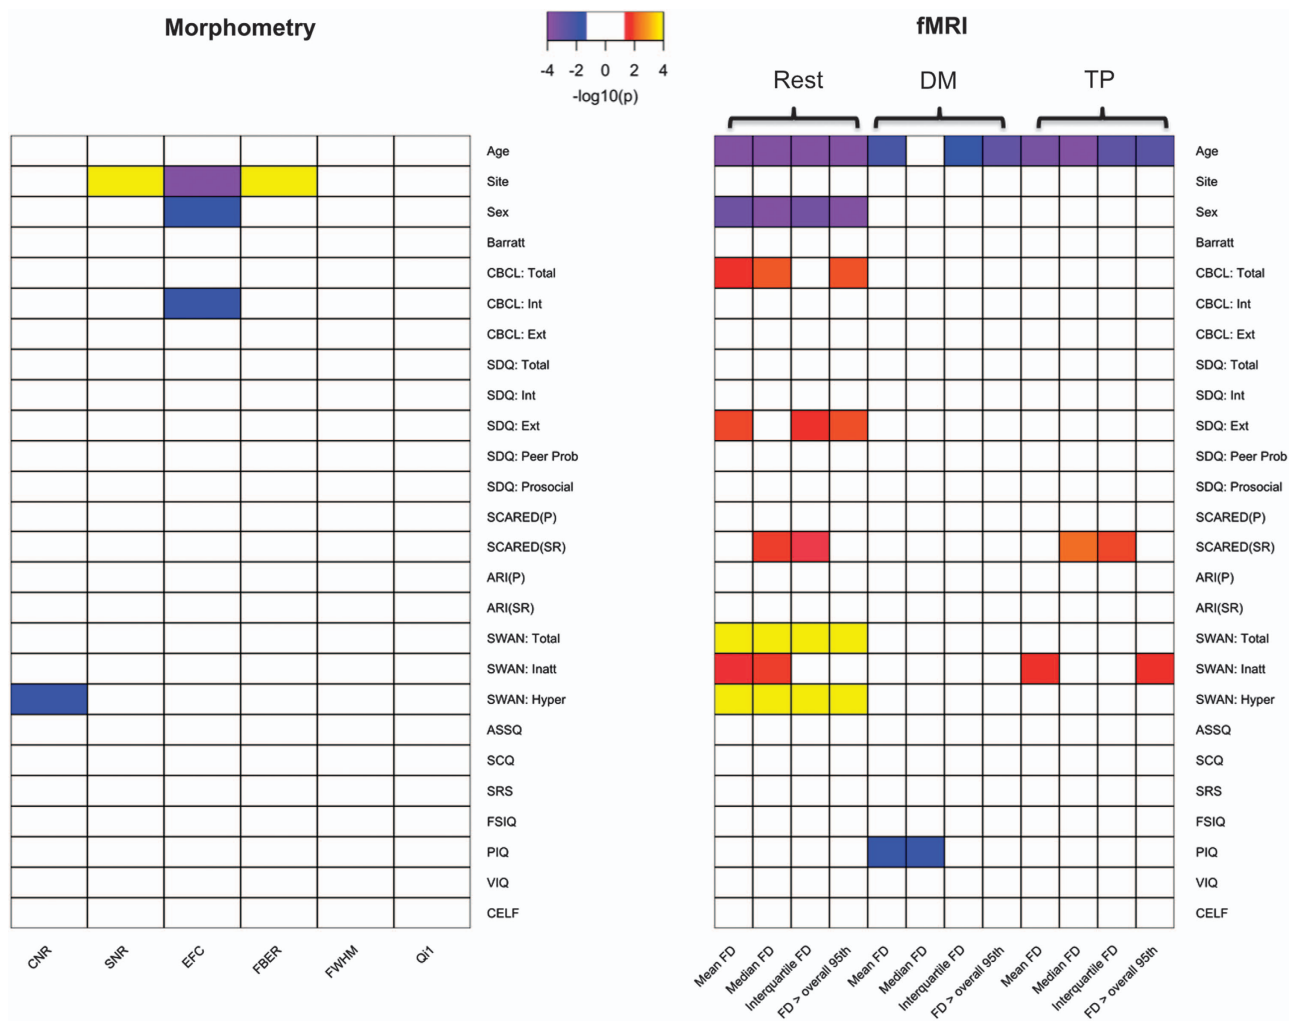 Morphometry
fMRI
-4 -2 0 2 4
-log10(p)
Rest DM TP
Age
Site
Sex
Barratt
CBCL: Total
CBCL: Int
CBCL: Ext
SDQ: Total
SDQ: Int
SDQ: Ext
SDQ: Peer Prob
SDQ: Prosocial
SCARED(P)
SCARED(SR)
ARI(P)
ARI(SR)
SWAN: Total
SWAN: Inatt
SWAN: Hyper
ASSQ
SCQ
SRS
FSIQ
PIQ
VIQ
CELF
CNR
SNR
EFC
FBER
FWHM
Qi1
Age
Site
Sex
Barratt
CBCL: Total
CBCL: Int
CBCL: Ext
SDQ: Total
SDQ: Int
SDQ: Ext
SDQ: Peer Prob
SDQ: Prosocial
SCARED(P)
SCARED(SR)
ARI(P)
ARI(SR)
SWAN: Total
SWAN: Inatt
SWAN: Hyper
ASSQ
SCQ
SRS
FSIQ
PIQ
VIQ
CELF
Mean FD
Median FD
Interquartile FD
FD > overall 95th
Mean FD
Median FD
Interquartile FD
FD > overall 95th
Mean FD
Median FD
Interquartile FD
FD > overall 95th